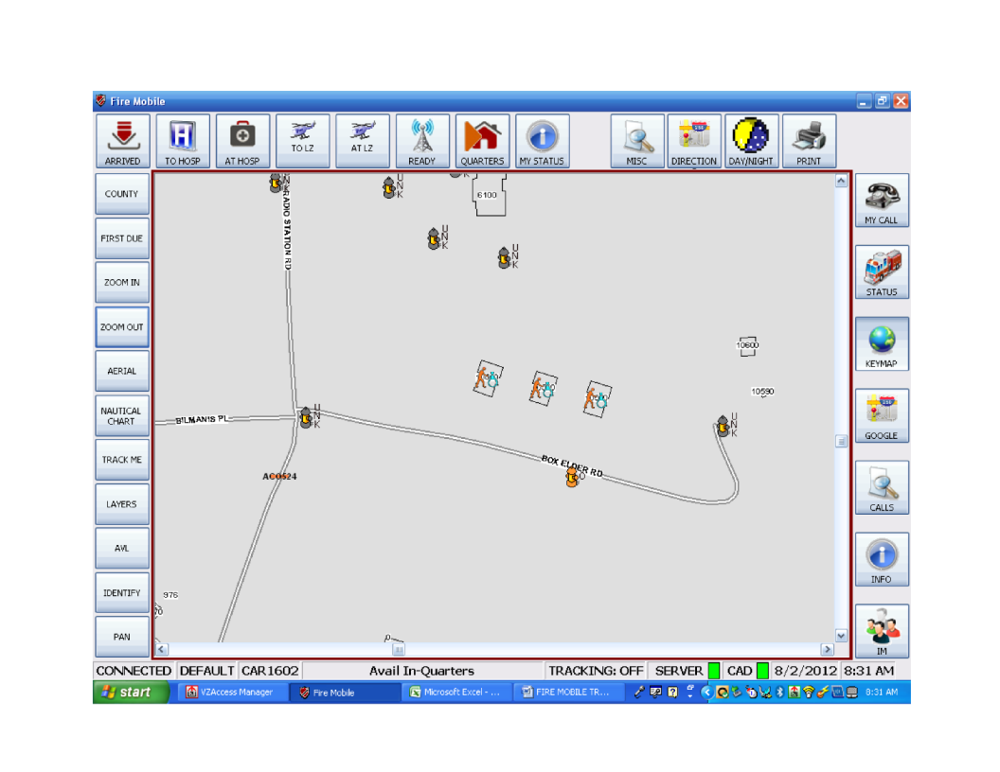 Fire Mobile
ARRIVED
TO HOSP
AT HOSP
TO LZ
AT LZ
READY
QUARTERS
MY STATUS
MISC
DIRECTION
DAY/NIGHT
PRINT
COUNTY
FIRST DUE
ZOOM IN
ZOOM OUT
AERIAL
NAUTICAL
CHART
TRACK ME
LAYERS
AVL
IDENTIFY
PAN
RADIO STATION RD
UNK
UNK
6100
UNK
UNK
10600
10590
UNK
BILMANIS PL
UNK
BOX ELDER RD
O
976
MY CALL
STATUS
KEYMAP
GOOGLE
CALLS
INFO
IM
CONNECTED DEFAULT CAR1602 Avail In-Quarters TRACKING: OFF SERVER CAD 8/2/2012 8:31 AM
start VZAccess Manager Fire Mobile Microsoft Excel - ... FIRE MOBILE TR... 8:31 AM